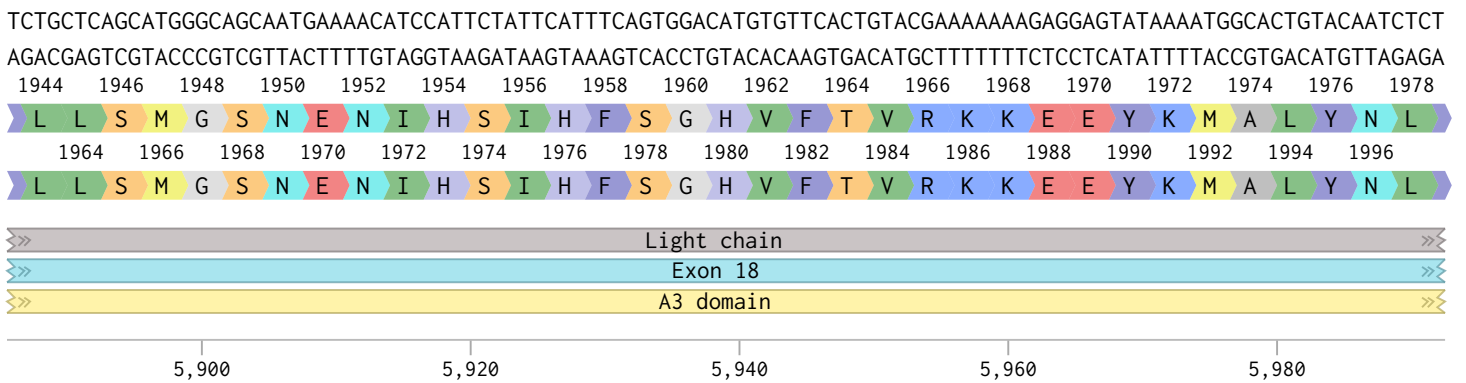 TCTGCTCAGCATGGGCAGCAATGAAAACATCCATTCTATTCATTTCAGTGGACATGTGTTCACTGTACGAAAAAAAGAGGAGTATAAAATGGCACTGTACAATCTCT
AGACGAGTCGTACCCGTCGTTACTTTTGTAGGTAAGATAAGTAAAGTCACCTGTACACAAGTGACATGCTTTTTTTCTCCTCATATTTTACCGTGACATGTTAGAGA
1944 1946 1948 1950 1952 1954 1956 1958 1960 1962 1964 1966 1968 1970 1972 1974 1976 1978
L L S M G S N E N I H S I H F S G H V F T V R K K E E Y K M A L Y N L
1964 1966 1968 1970 1972 1974 1976 1978 1980 1982 1984 1986 1988 1990 1992 1994 1996
L L S M G S N E N I H S I H F S G H V F T V R K K E E Y K M A L Y N L
Light chain
Exon 18
A3 domain
5,900 5,920 5,940 5,960 5,980